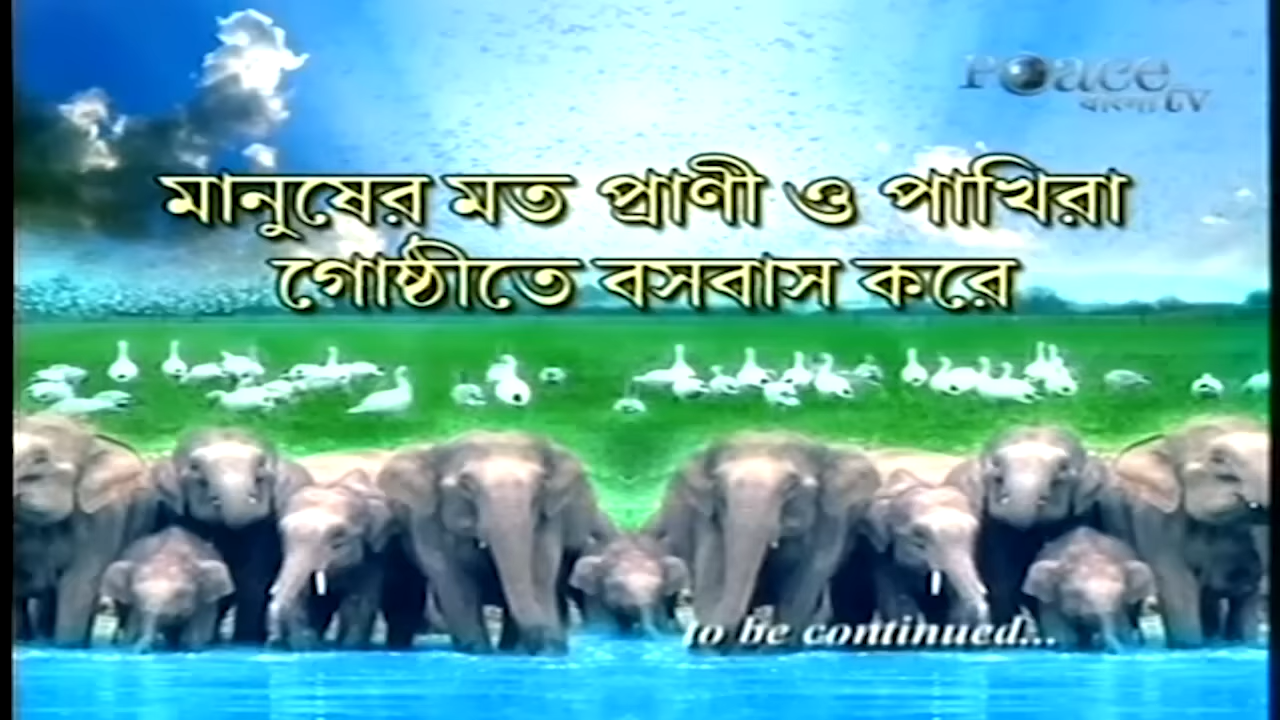 Peace
বাংলা tv
মানুষের মত প্রাণী ও পাখিরা
গোষ্ঠীতে বসবাস করে
to be continued...